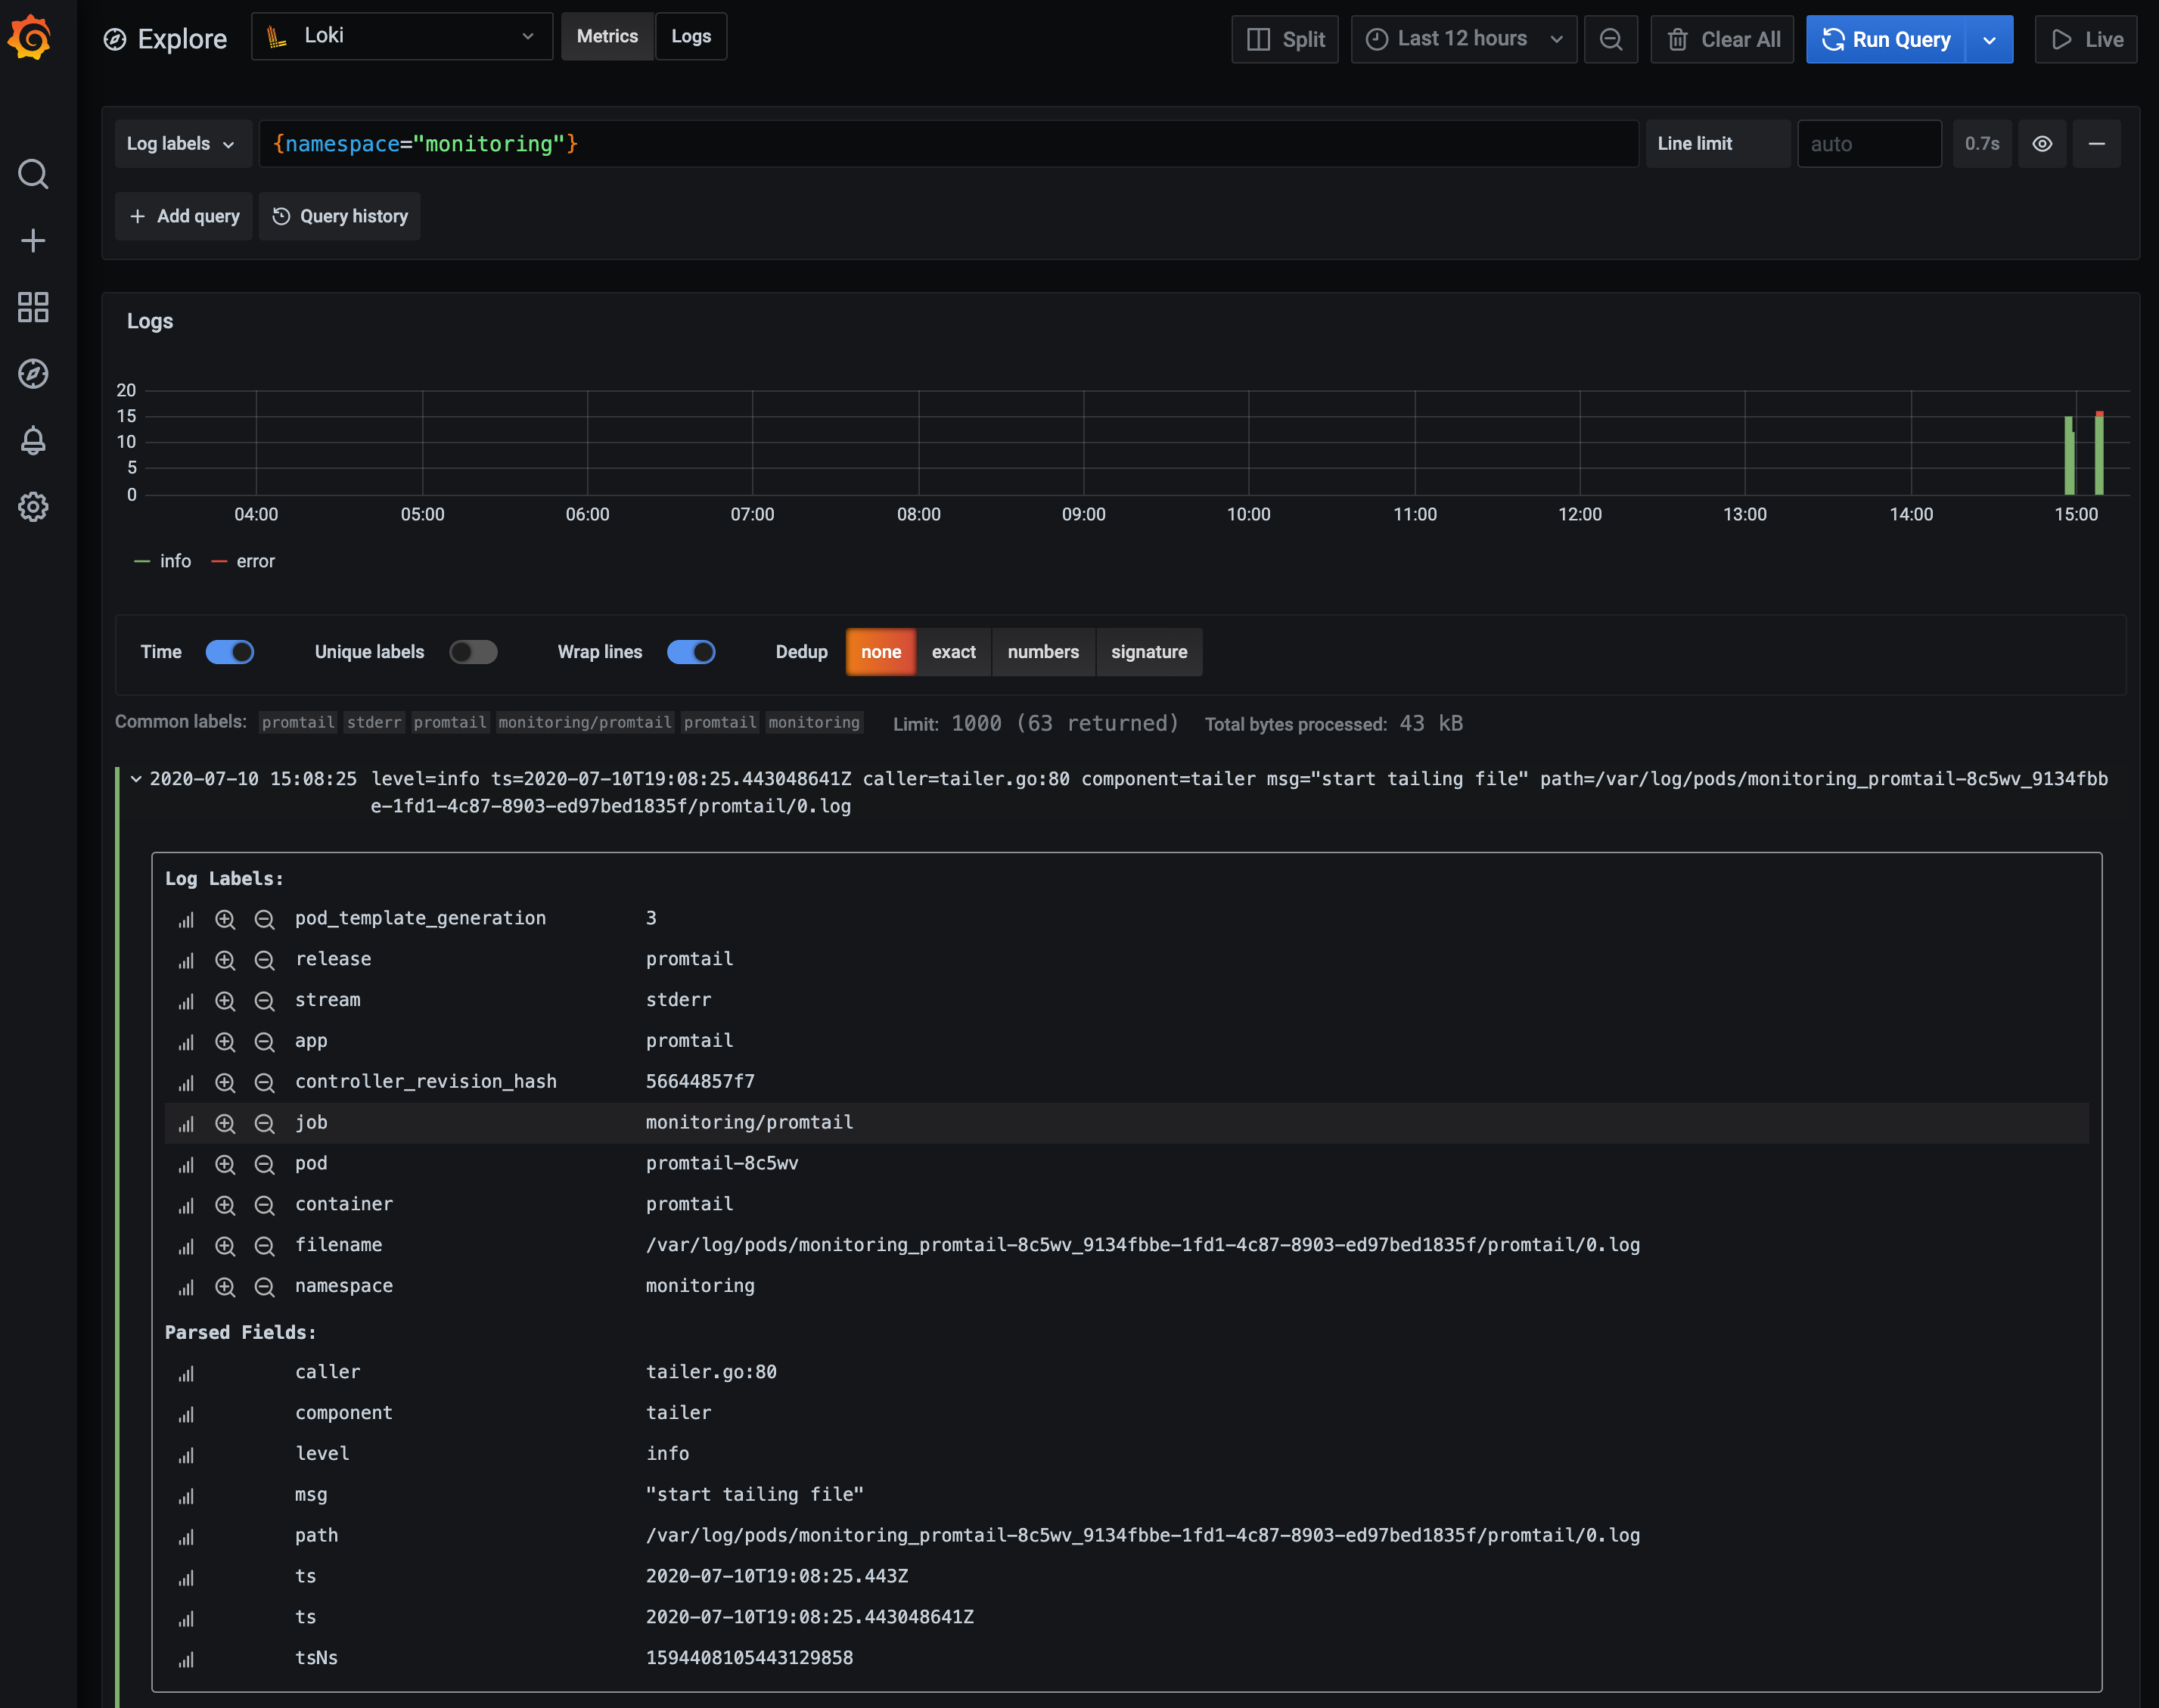 Explore Loki Metrics Logs Split Last 12 hours Clear All Run Query Live
Log labels {namespace="monitoring"} Line limit auto 0.7s
Add query Query history
Logs
20
15
10
5
0
04:00 05:00 06:00 07:00 08:00 09:00 10:00 11:00 12:00 13:00 14:00 15:00
info error
Time Unique labels Wrap lines Dedup none exact numbers signature
Common labels: promtail stderr promtail monitoring/promtail promtail monitoring Limit: 1000 (63 returned) Total bytes processed: 43 kB
2020-07-10 15:08:25 level=info ts=2020-07-10T19:08:25.443048641Z caller=tailer.go:80 component=tailer msg="start tailing file" path=/var/log/pods/monitoring_promtail-8c5wv_9134fbb
e-1fd1-4c87-8903-ed97bed1835f/promtail/0.log
Log Labels:
pod_template_generation 3
release promtail
stream stderr
app promtail
controller_revision_hash 56644857f7
job monitoring/promtail
pod promtail-8c5wv
container promtail
filename /var/log/pods/monitoring_promtail-8c5wv_9134fbbe-1fd1-4c87-8903-ed97bed1835f/promtail/0.log
namespace monitoring
Parsed Fields:
caller tailer.go:80
component tailer
level info
msg "start tailing file"
path /var/log/pods/monitoring_promtail-8c5wv_9134fbbe-1fd1-4c87-8903-ed97bed1835f/promtail/0.log
ts 2020-07-10T19:08:25.443Z
ts 2020-07-10T19:08:25.443048641Z
tsNs 1594408105443129858